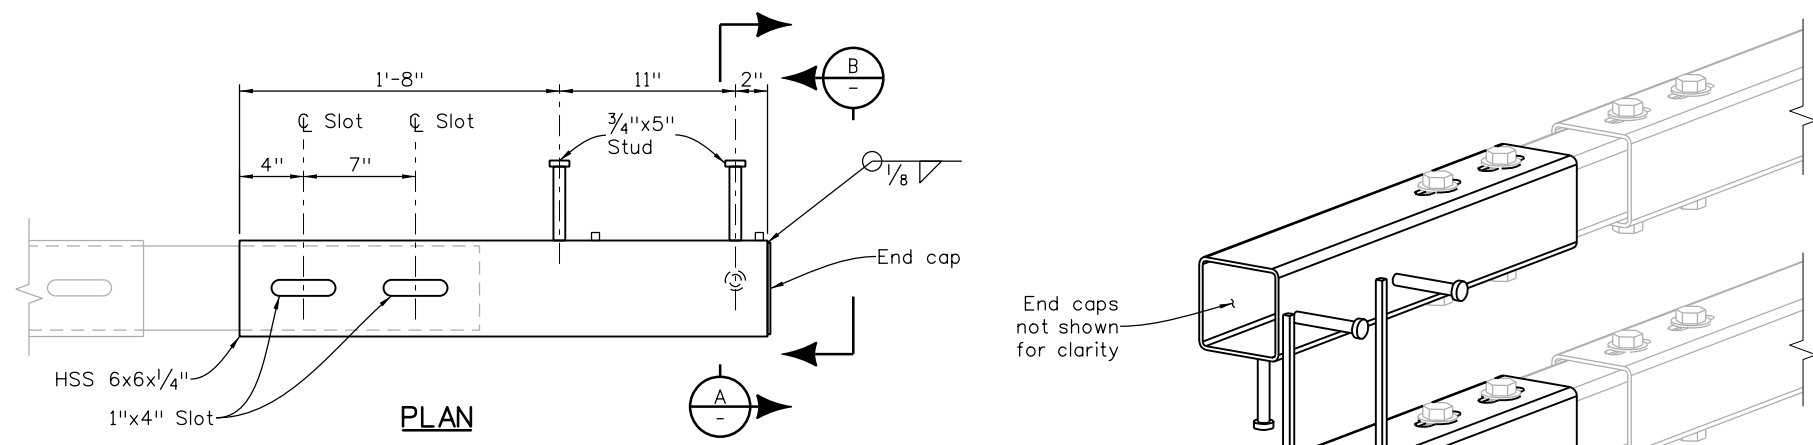 B
-
1'-8"
11"
2"
℄ Slot
℄ Slot
3/4"x5"
Stud
4"
7"
1/8
End cap
HSS 6x6x1/4"
1"x4" Slot
A
-
PLAN
End caps
not shown
for clarity